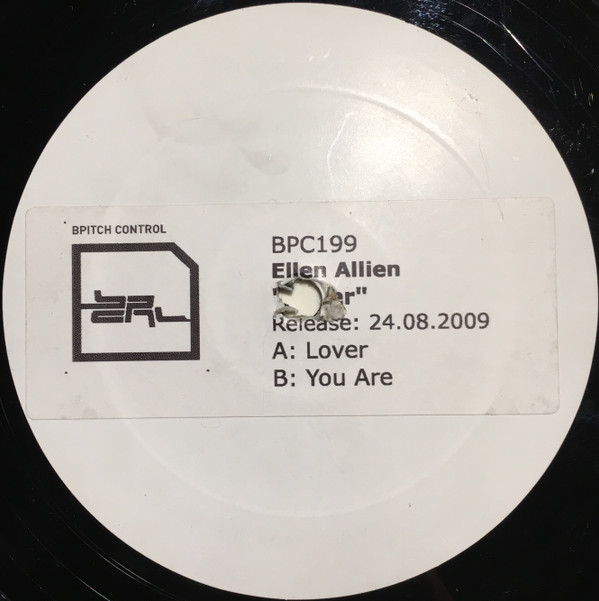 BPITCH CONTROL
BPC199
Ellen Allien
Release: 24.08.2009
A: Lover
B: You Are